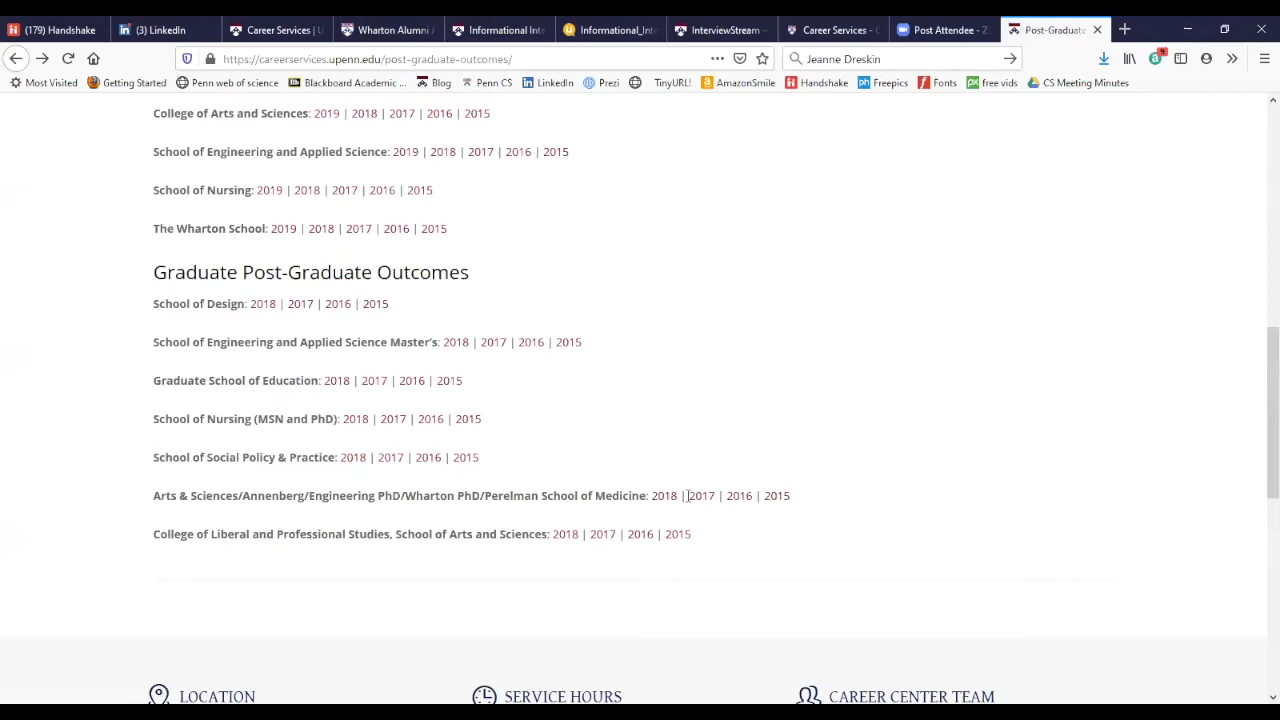 (179) Handshake
(3) LinkedIn
Career Services | U
Wharton Alumni A
Informational Inte
Informational_Inte
InterviewStream -
Career Services - C
Post Attendee - Z
Post-Graduate
https://careerservices.upenn.edu/post-graduate-outcomes/
Jeanne Dreskin
9
Most Visited
Getting Started
Penn web of science
Blackboard Academic ...
Blog
Penn CS
LinkedIn
Prezi
TinyURL!
AmazonSmile
Handshake
Freepics
Fonts
free vids
CS Meeting Minutes
College of Arts and Sciences: 2019 | 2018 | 2017 | 2016 | 2015
School of Engineering and Applied Science: 2019 | 2018 | 2017 | 2016 | 2015
School of Nursing: 2019 | 2018 | 2017 | 2016 | 2015
The Wharton School: 2019 | 2018 | 2017 | 2016 | 2015
Graduate Post-Graduate Outcomes
School of Design: 2018 | 2017 | 2016 | 2015
School of Engineering and Applied Science Master's: 2018 | 2017 | 2016 | 2015
Graduate School of Education: 2018 | 2017 | 2016 | 2015
School of Nursing (MSN and PhD): 2018 | 2017 | 2016 | 2015
School of Social Policy & Practice: 2018 | 2017 | 2016 | 2015
Arts & Sciences/Annenberg/Engineering PhD/Wharton PhD/Perelman School of Medicine: 2018 | 2017 | 2016 | 2015
College of Liberal and Professional Studies, School of Arts and Sciences: 2018 | 2017 | 2016 | 2015
LOCATION
SERVICE HOURS
CAREER CENTER TEAM